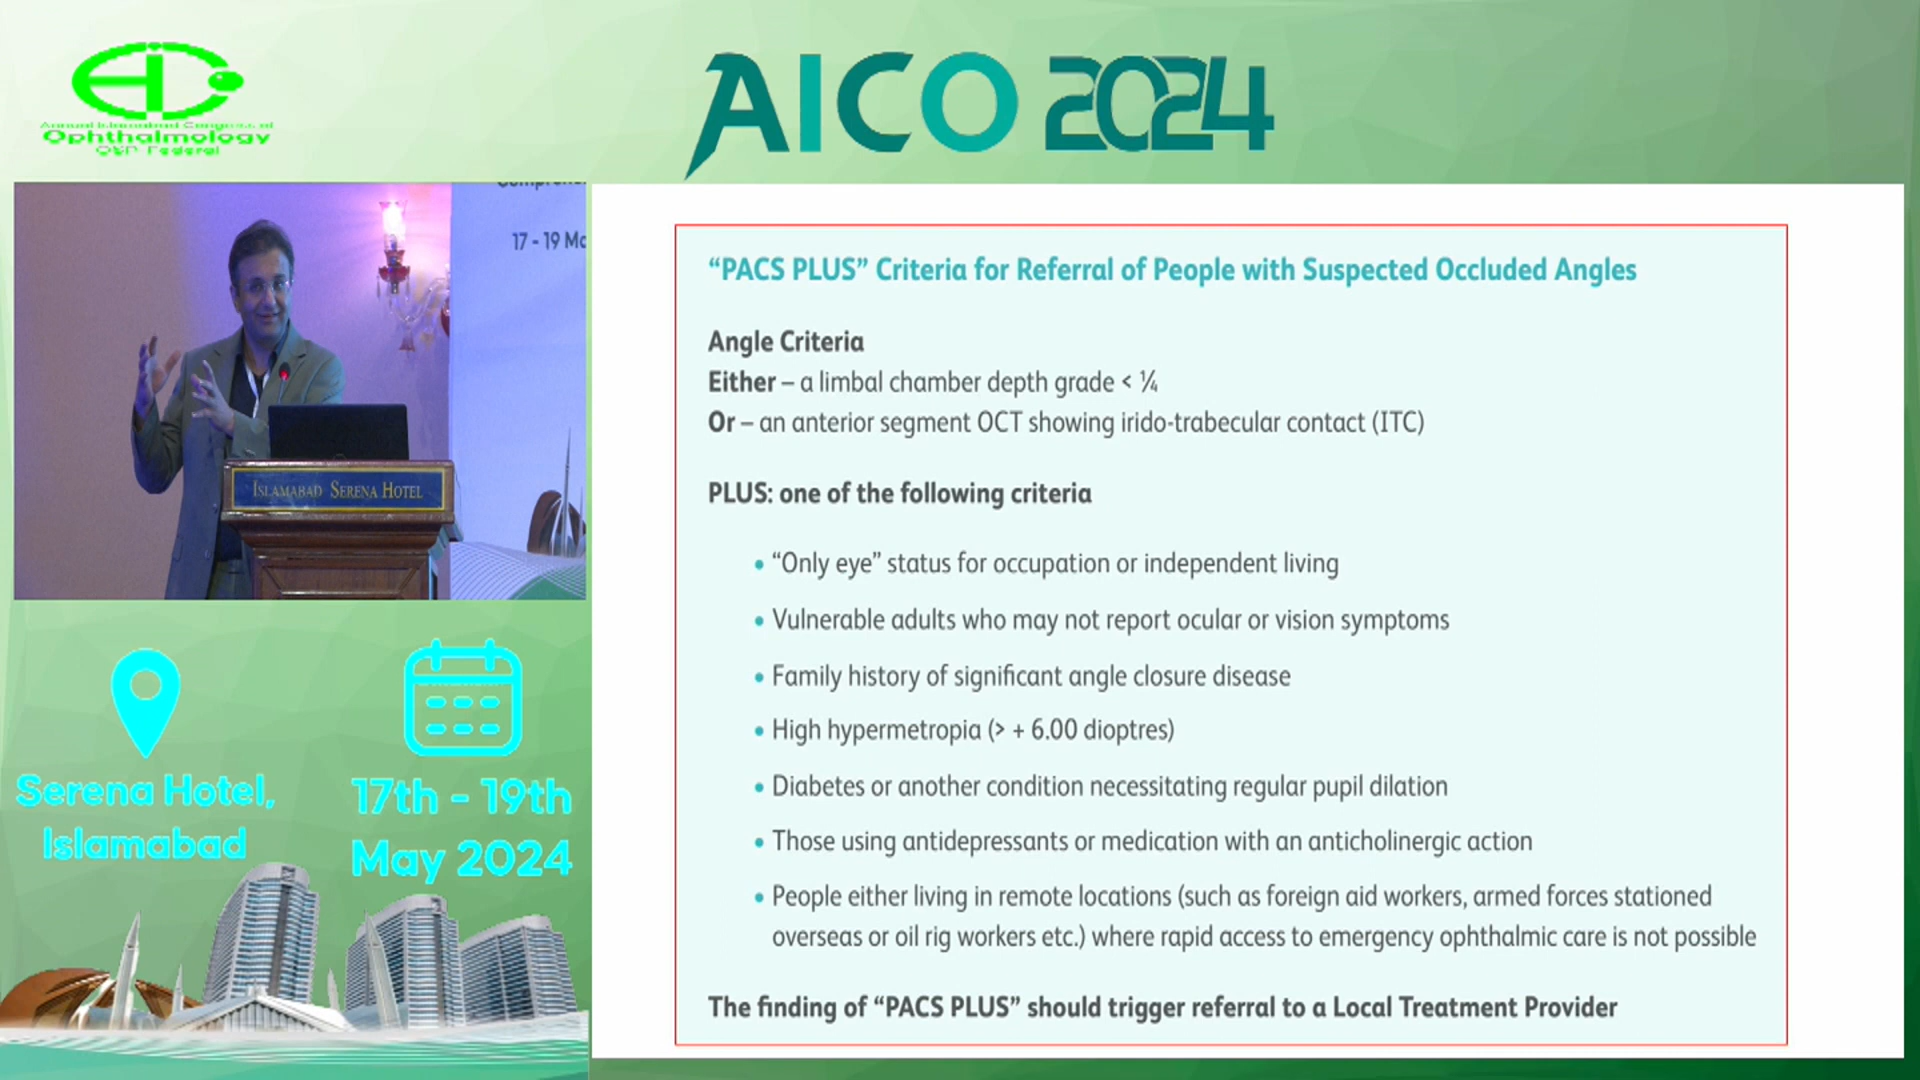 Annual Islamabad Congress of
Ophthalmology
OSP Federal
AICO 2024
17 - 19
ISLAMABAD SERENA HOTEL
Serena Hotel,
Islamabad
17th - 19th
May 2024
“PACS PLUS” Criteria for Referral of People with Suspected Occluded Angles
Angle Criteria
Either – a limbal chamber depth grade < ¼
Or – an anterior segment OCT showing irido-trabecular contact (ITC)
PLUS: one of the following criteria
• “Only eye” status for occupation or independent living
• Vulnerable adults who may not report ocular or vision symptoms
• Family history of significant angle closure disease
• High hypermetropia (> + 6.00 dioptres)
• Diabetes or another condition necessitating regular pupil dilation
• Those using antidepressants or medication with an anticholinergic action
• People either living in remote locations (such as foreign aid workers, armed forces stationed
overseas or oil rig workers etc.) where rapid access to emergency ophthalmic care is not possible
The finding of “PACS PLUS” should trigger referral to a Local Treatment Provider